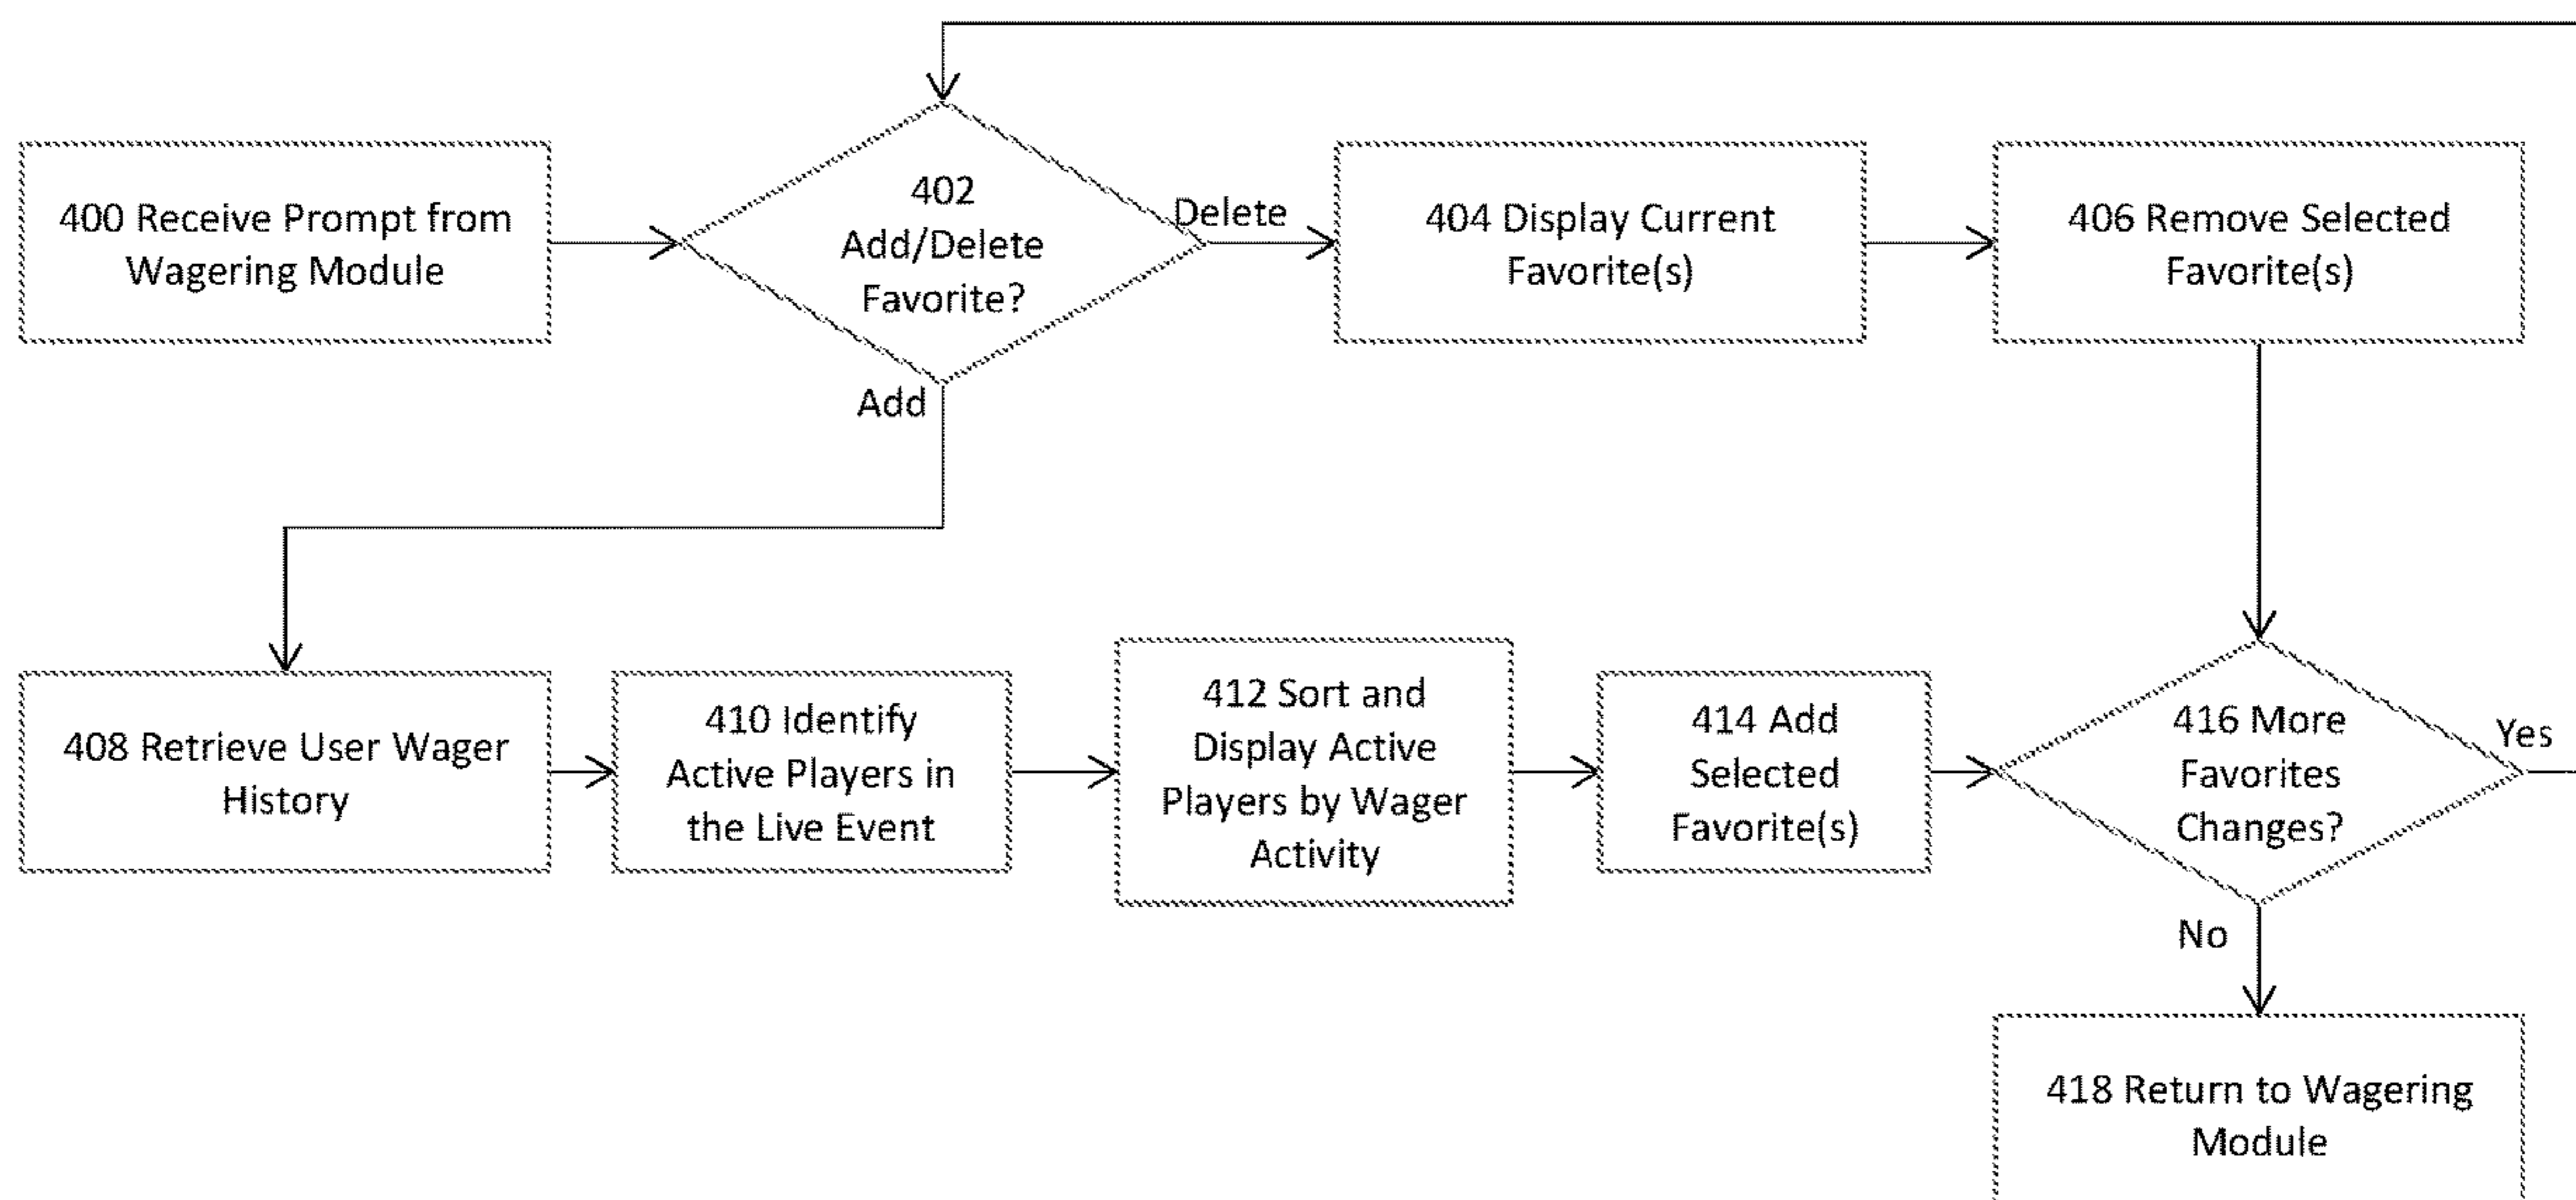 400 Receive Prompt from
Wagering Module
402
Add/Delete
Favorite?
Delete
404 Display Current
Favorite(s)
406 Remove Selected
Favorite(s)
Add
408 Retrieve User Wager
History
410 Identify
Active Players in
the Live Event
412 Sort and
Display Active
Players by Wager
Activity
414 Add
Selected
Favorite(s)
416 More
Favorites
Changes?
Yes
No
418 Return to Wagering
Module